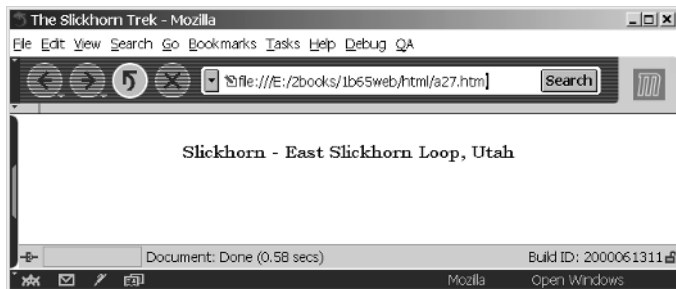 The Slickhorn Trek - Mozilla
File Edit View Search Go Bookmarks Tasks Help Debug QA
file:///E:/2books/1b65web/html/a27.htm Search
Slickhorn - East Slickhorn Loop, Utah
Document: Done (0.58 secs) Build ID: 2000061311
Mozilla Open Windows